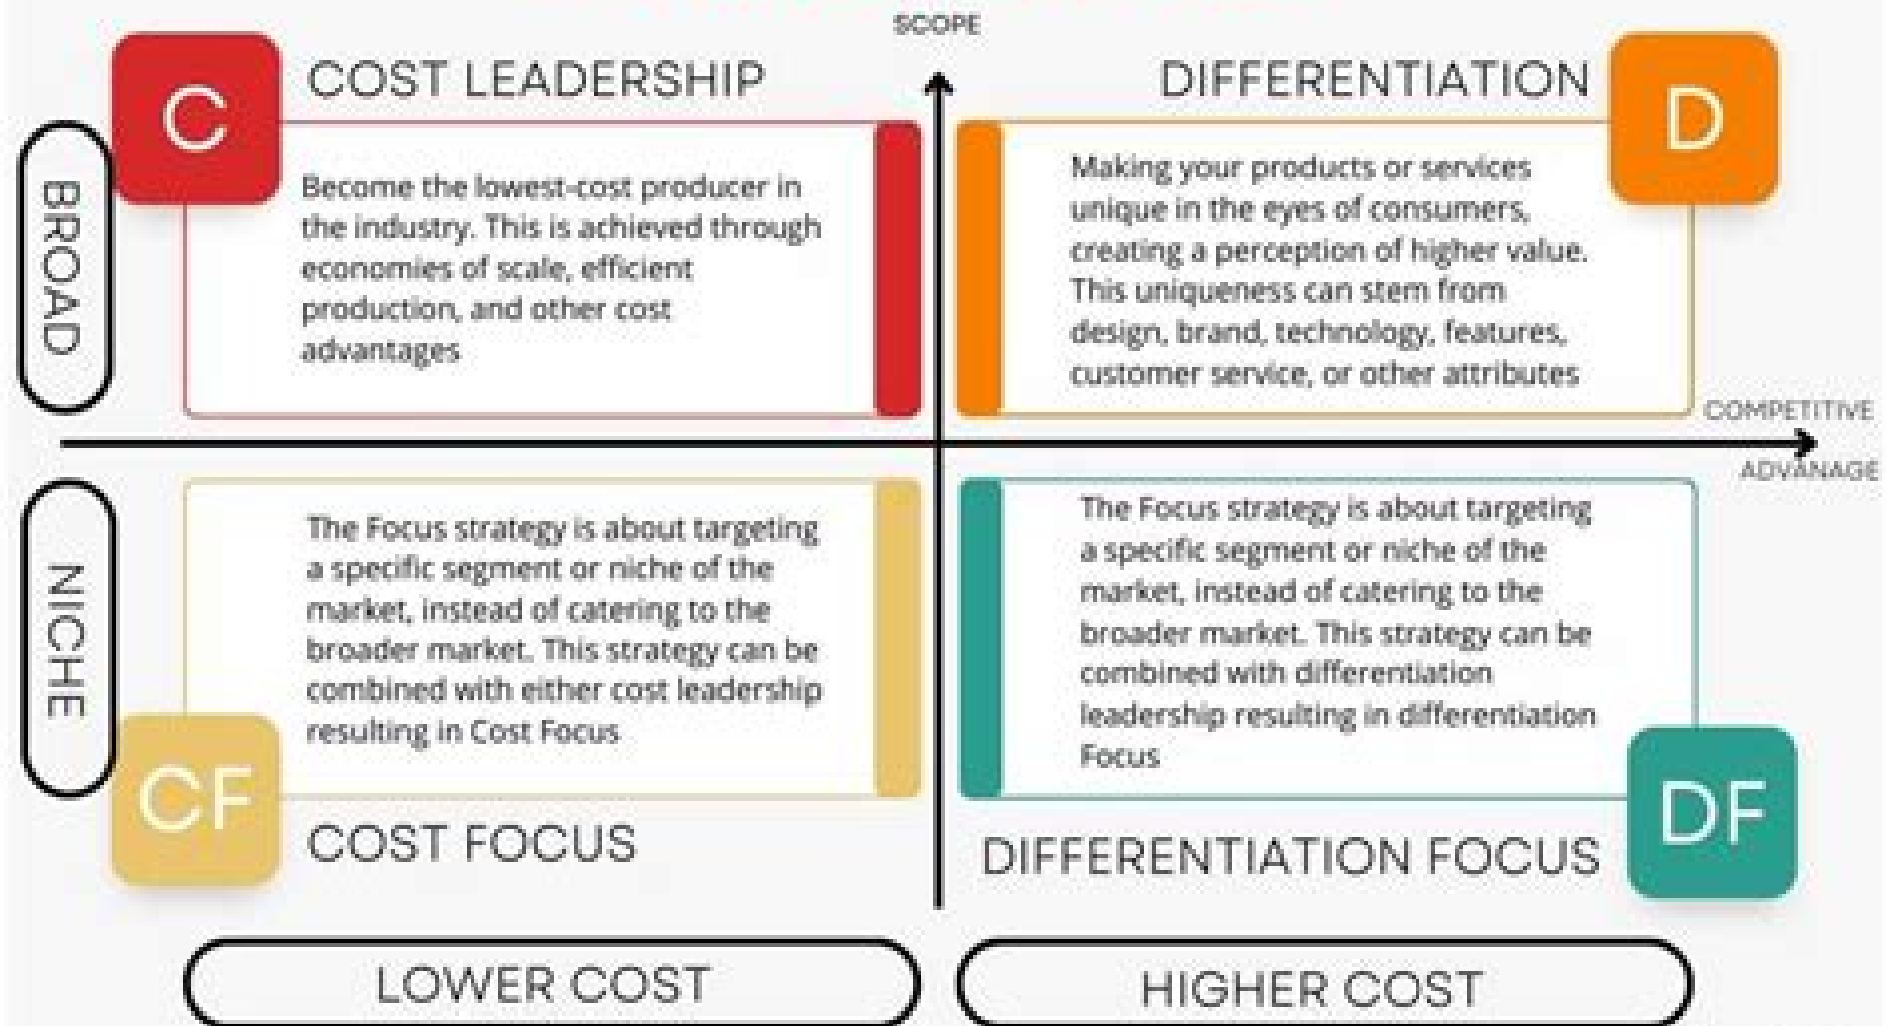 SCOPE
C
COST LEADERSHIP
DIFFERENTIATION
D
BROAD
Become the lowest-cost producer in
the industry. This is achieved through
economies of scale, efficient
production, and other cost
advantages
Making your products or services
unique in the eyes of consumers,
creating a perception of higher value.
This uniqueness can stem from
design, brand, technology, features,
customer service, or other attributes
COMPETITIVE
ADVANAGE
NICHE
The Focus strategy is about targeting
a specific segment or niche of the
market, instead of catering to the
broader market. This strategy can be
combined with either cost leadership
resulting in Cost Focus
The Focus strategy is about targeting
a specific segment or niche of the
market, instead of catering to the
broader market. This strategy can be
combined with differentiation
leadership resulting in differentiation
Focus
CF
COST FOCUS
DIFFERENTIATION FOCUS
DF
LOWER COST
HIGHER COST